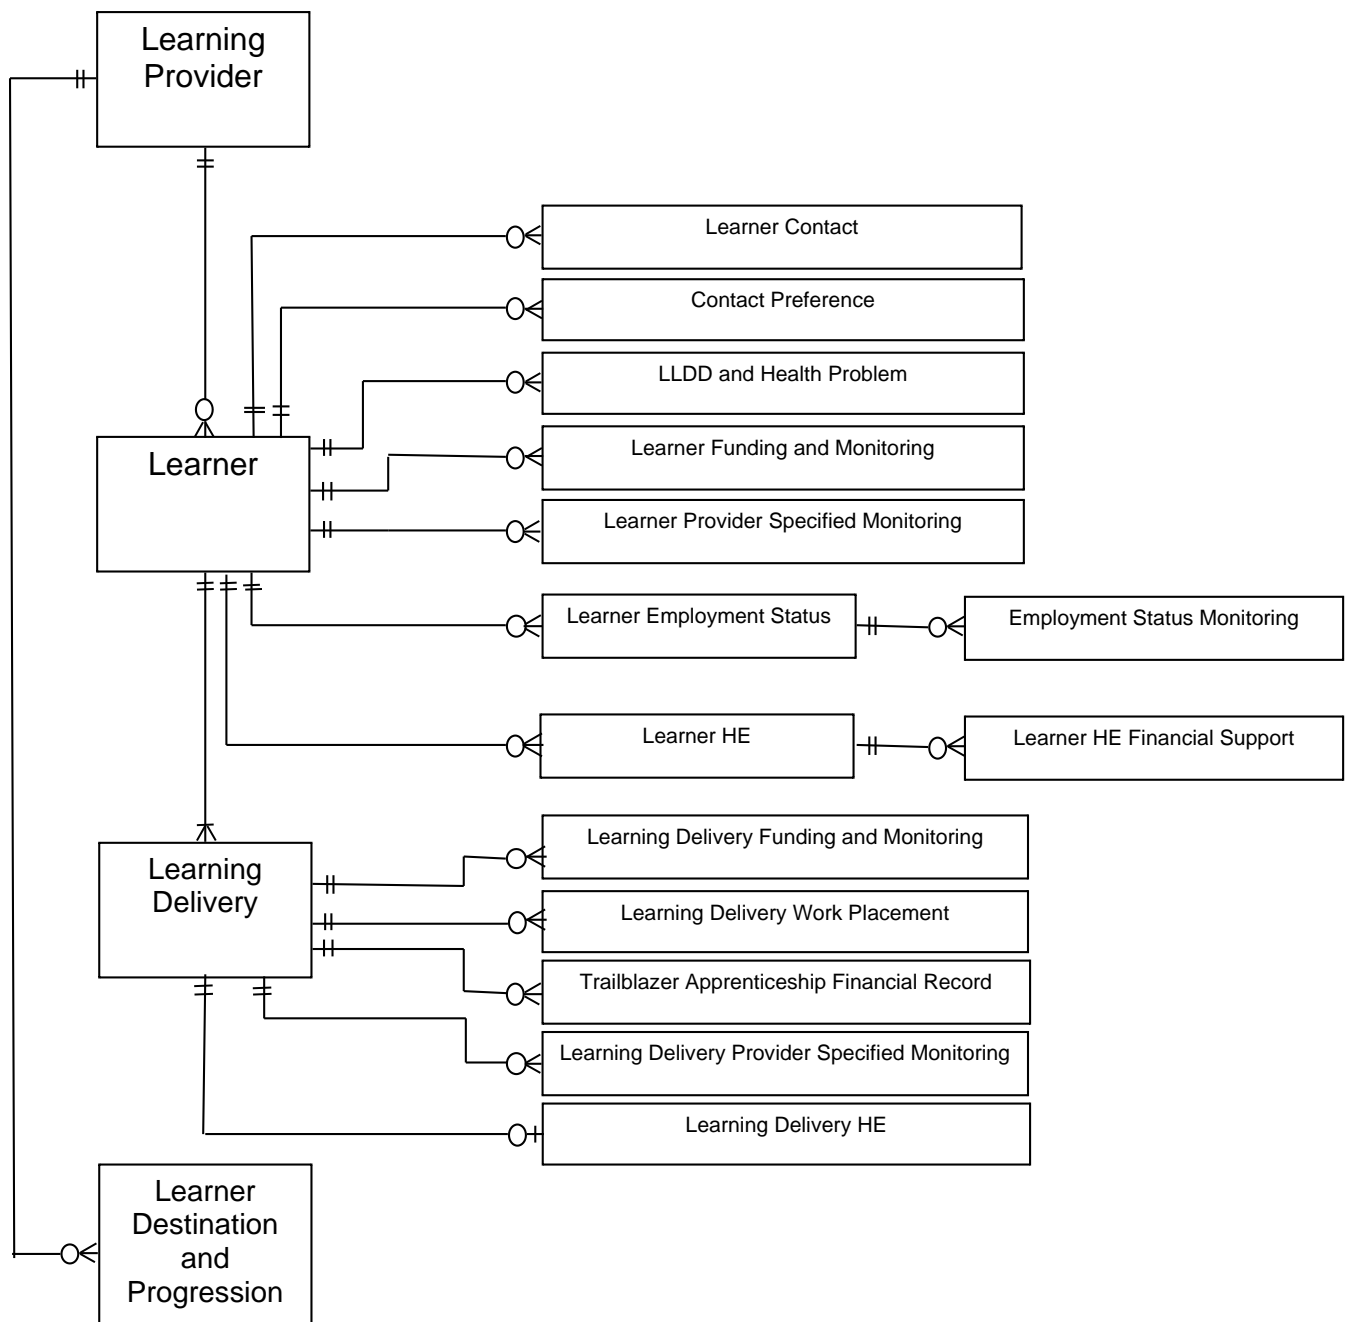 Learning
Provider
Learner Contact
Contact Preference
LLDD and Health Problem
Learner
Learner Funding and Monitoring
Learner Provider Specified Monitoring
Learner Employment Status
Employment Status Monitoring
Learner HE
Learner HE Financial Support
Learning
Delivery
Learning Delivery Funding and Monitoring
Learning Delivery Work Placement
Trailblazer Apprenticeship Financial Record
Learning Delivery Provider Specified Monitoring
Learning Delivery HE
Learner
Destination
and
Progression